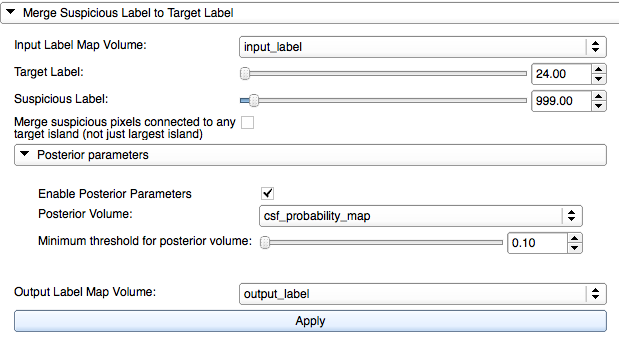 Merge Suspicious Label to Target Label
Input Label Map Volume: input_label
Target Label: 24.00
Suspicious Label: 999.00
Merge suspicious pixels connected to any
target island (not just largest island)
Posterior parameters
Enable Posterior Parameters
Posterior Volume: csf_probability_map
Minimum threshold for posterior volume: 0.10
Output Label Map Volume: output_label
Apply